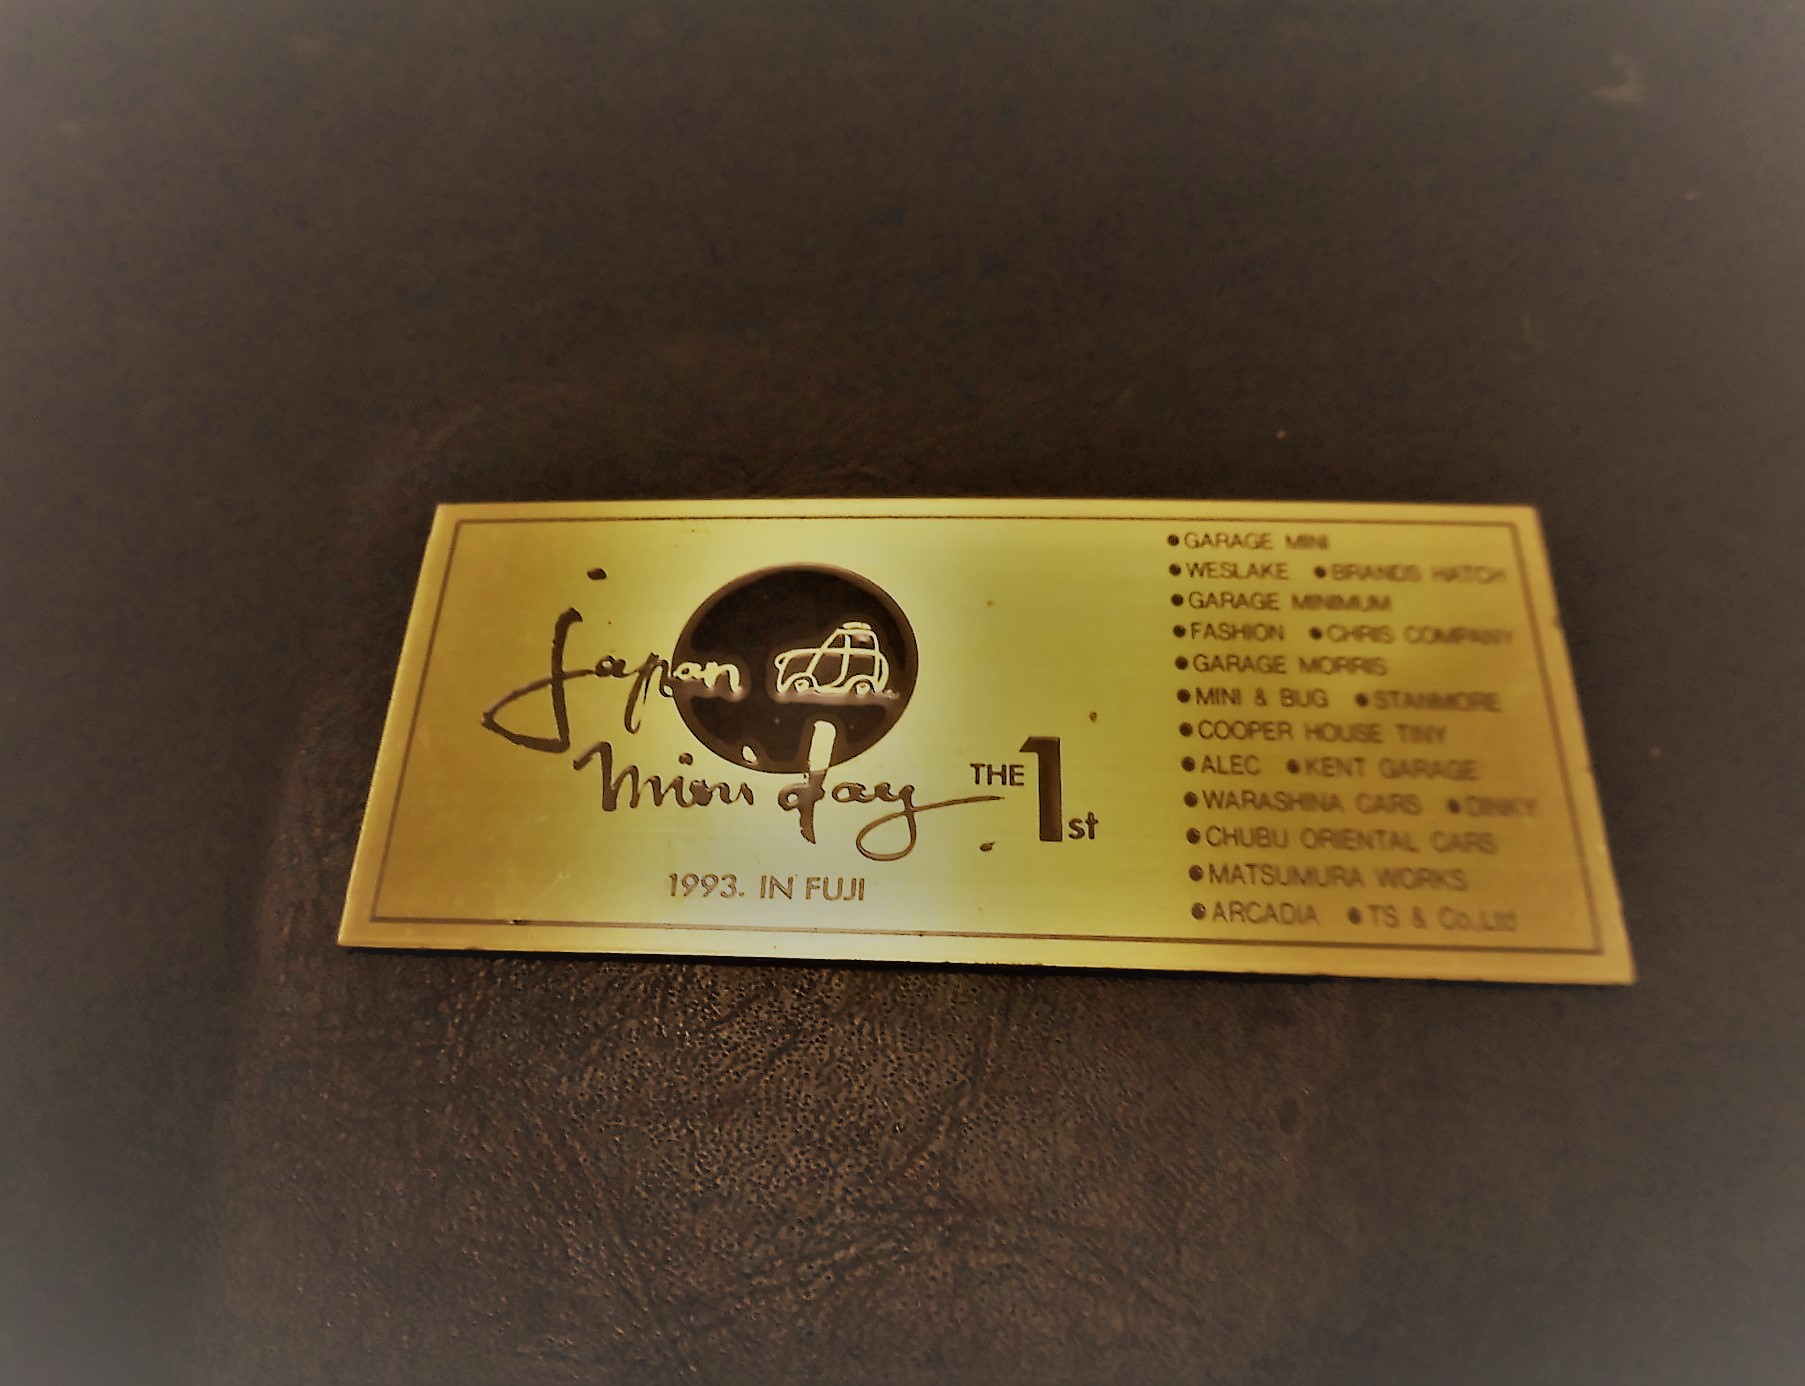 japan
mini day
THE 1st
1993. IN FUJI
●GARAGE MINI
●WESLAKE ●BRANDS HATCH
●GARAGE MINIMUM
●FASHION ●CHRIS COMPANY
●GARAGE MORRIS
●MINI & BUG ●STANMORE
●COOPER HOUSE TINY
●ALEC ●KENT GARAGE
●WARASHINA CARS ●DINKY
●CHUBU ORIENTAL CARS
●MATSUMURA WORKS
●ARCADIA ●TS & Co.,Ltd